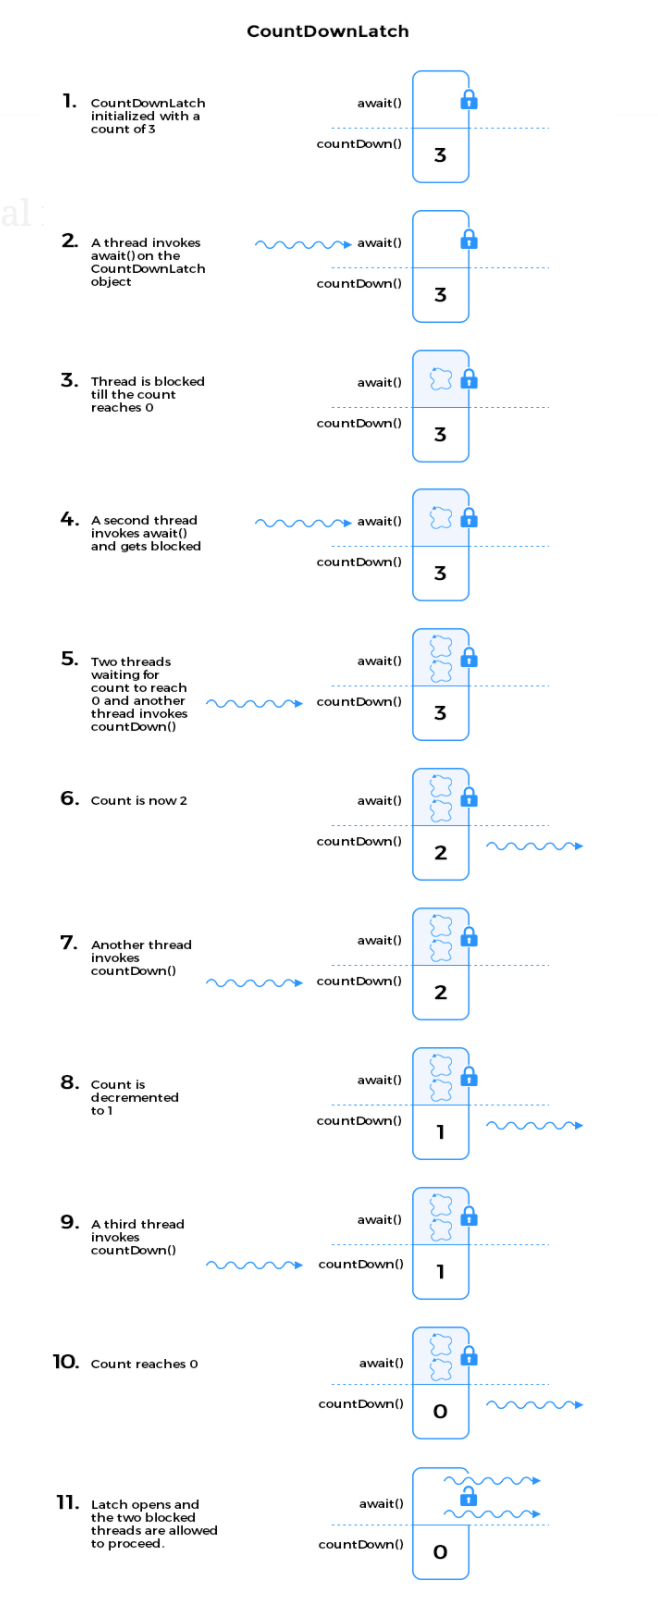 CountDownLatch
1. CountDownLatch
initialized with a
count of 3
await()
countDown()
3
al
2. A thread invokes
await() on the
CountDownLatch
object
await()
countDown()
3
3. Thread is blocked
till the count
reaches 0
await()
countDown()
3
4. A second thread
invokes await()
and gets blocked
await()
countDown()
3
5. Two threads
waiting for
count to reach
0 and another
thread invokes
countDown()
await()
countDown()
3
6. Count is now 2
await()
countDown()
2
7. Another thread
invokes
countDown()
await()
countDown()
2
8. Count is
decremented
to 1
await()
countDown()
1
9. A third thread
invokes
countDown()
await()
countDown()
1
10. Count reaches 0
await()
countDown()
0
11. Latch opens and
the two blocked
threads are allowed
to proceed.
await()
countDown()
0